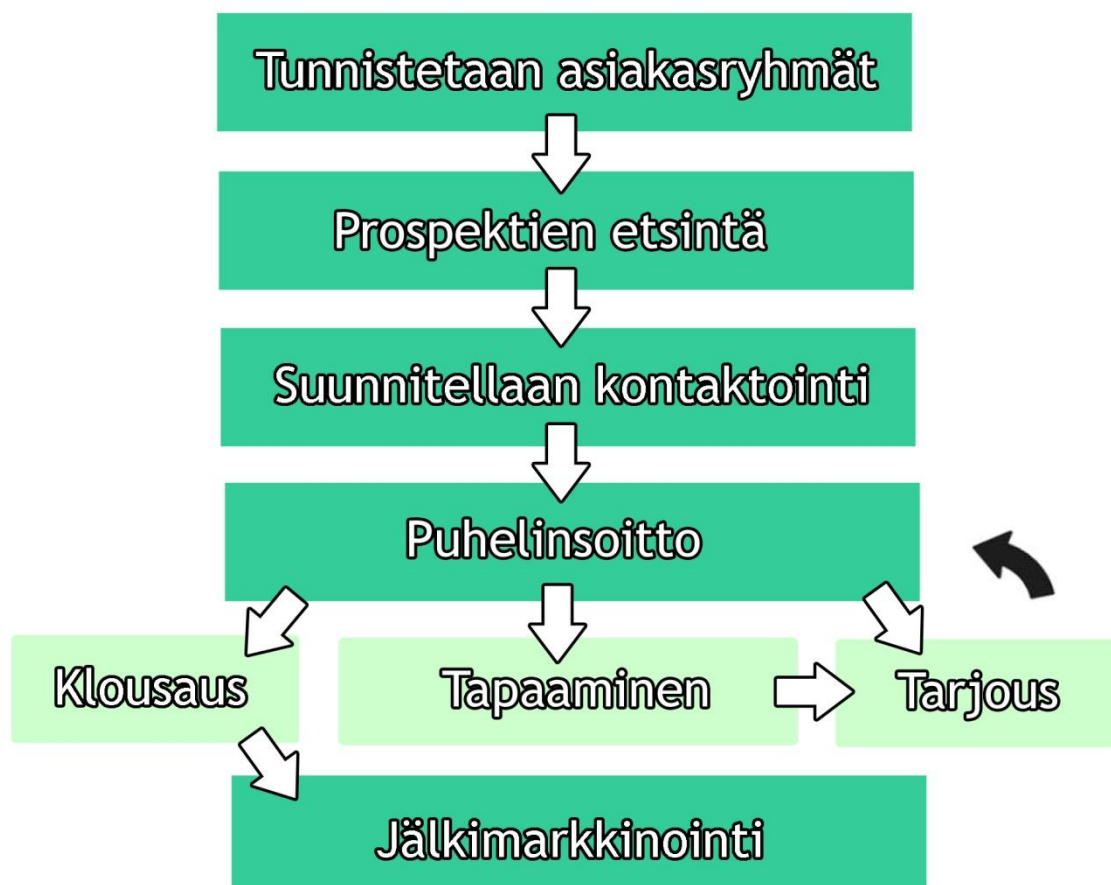 Tunnistetaan asiakasryhmät
Prospektien etsintä
Suunnitellaan kontaktointi
Puhelinsoitto
Klousaus
Tapaaminen
Tarjous
Jälkimarkkinointi